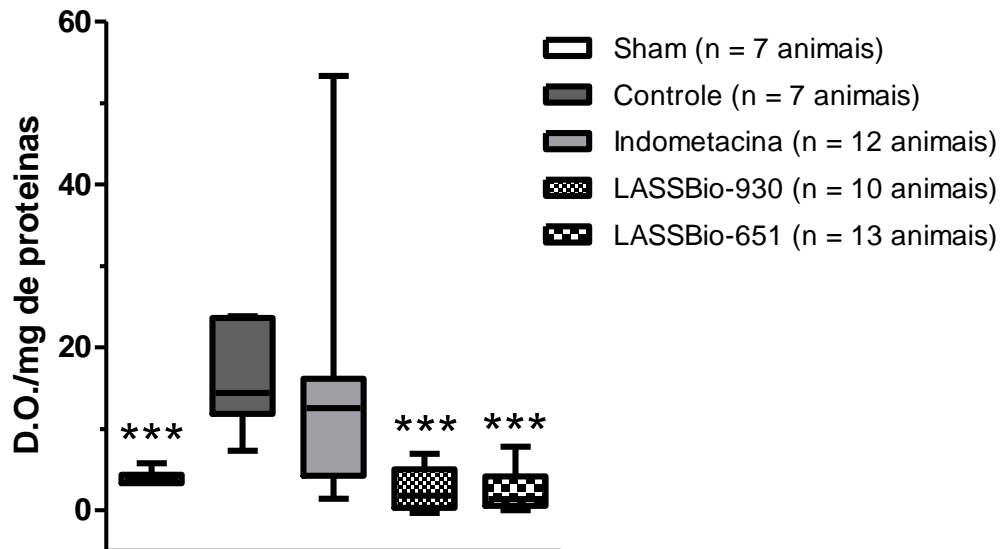 D.O./mg de proteinas
60
40
20
0
***
***
***
Sham (n = 7 animais)
Controle (n = 7 animais)
Indometacina (n = 12 animais)
LASSBio-930 (n = 10 animais)
LASSBio-651 (n = 13 animais)